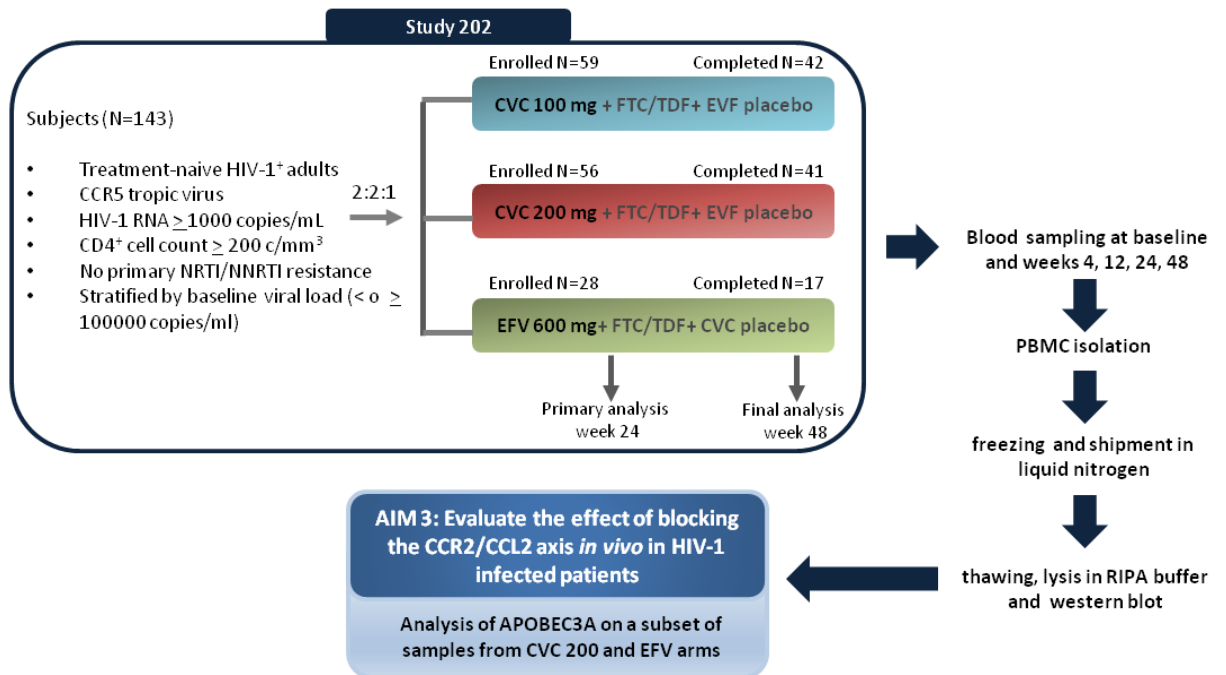 Study 202
Subjects (N=143)
• Treatment-naive HIV-1⁺ adults
• CCR5 tropic virus
• HIV-1 RNA ≥ 1000 copies/mL
• CD4⁺ cell count ≥ 200 c/mm³
• No primary NRTI/NNRTI resistance
• Stratified by baseline viral load (< o ≥
100000 copies/ml)
2:2:1
Enrolled N=59 Completed N=42
CVC 100 mg + FTC/TDF+ EVF placebo
Enrolled N=56 Completed N=41
CVC 200 mg + FTC/TDF+ EVF placebo
Enrolled N=28 Completed N=17
EFV 600 mg+ FTC/TDF+ CVC placebo
Primary analysis
week 24
Final analysis
week 48
Blood sampling at baseline
and weeks 4, 12, 24, 48
PBMC isolation
freezing and shipment in
liquid nitrogen
thawing, lysis in RIPA buffer
and western blot
AIM 3: Evaluate the effect of blocking
the CCR2/CCL2 axis in vivo in HIV-1
infected patients
Analysis of APOBEC3A on a subset of
samples from CVC 200 and EFV arms